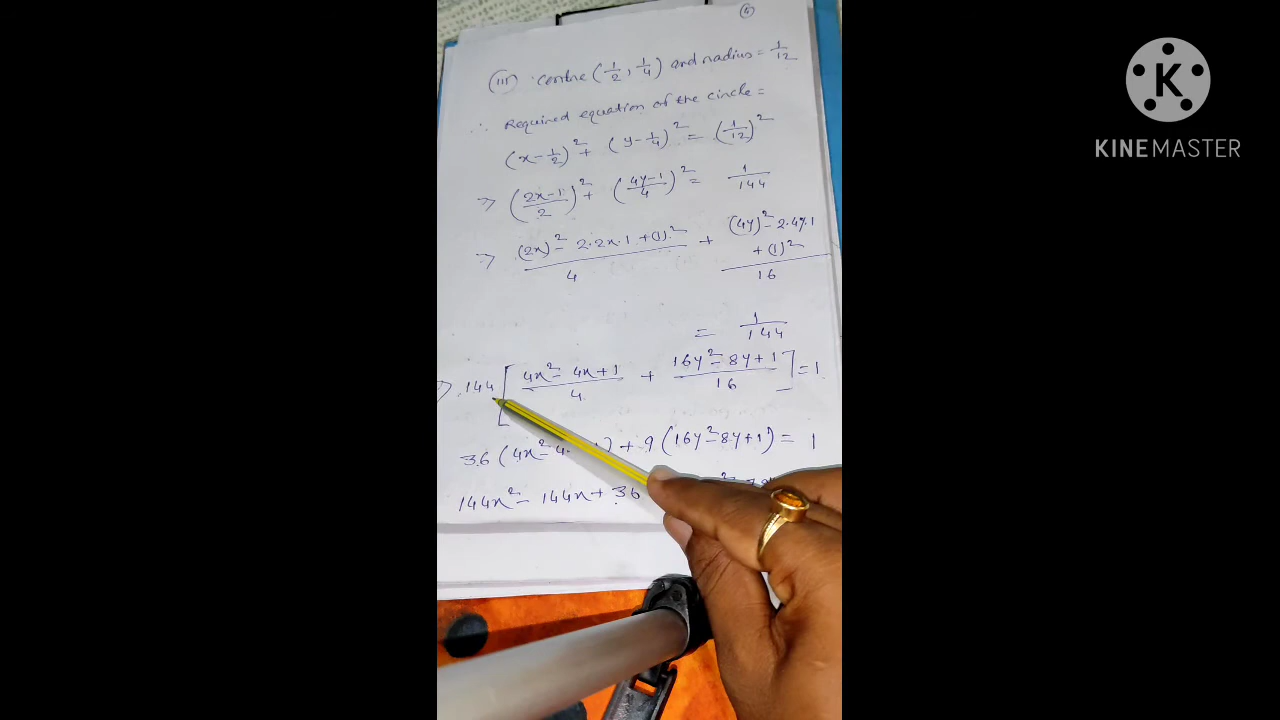 (5)
(iii) Centre (1/2, 1/4) and radius = 1/12
∴ Required equation of the circle =
(x - 1/2)² + (y - 1/4)² = (1/12)²
⇒ ((2x-1)/2)² + ((4y-1)/4)² = 1/144
⇒ ((2x)² - 2·2x·1 + (1)²)/4 + ((4y)² - 2·4y·1 + (1)²)/16
= 1/144
⇒ 144 [ (4x² - 4x + 1)/4 + (16y² - 8y + 1)/16 ] = 1
36 (4x² - 4 ) + 9 (16y² - 8y + 1) = 1
144x² - 144x + 36
K
KINEMASTER